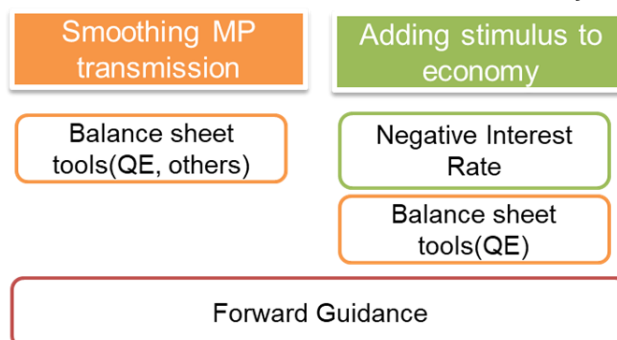 Smoothing MP
transmission
Adding stimulus to
economy
Balance sheet
tools(QE, others)
Negative Interest
Rate
Balance sheet
tools(QE)
Forward Guidance